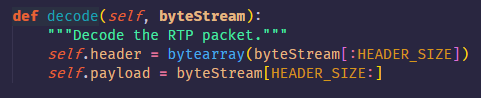 def decode(self, byteStream):
    """Decode the RTP packet."""
    self.header = bytearray(byteStream[:HEADER_SIZE])
    self.payload = byteStream[HEADER_SIZE:]